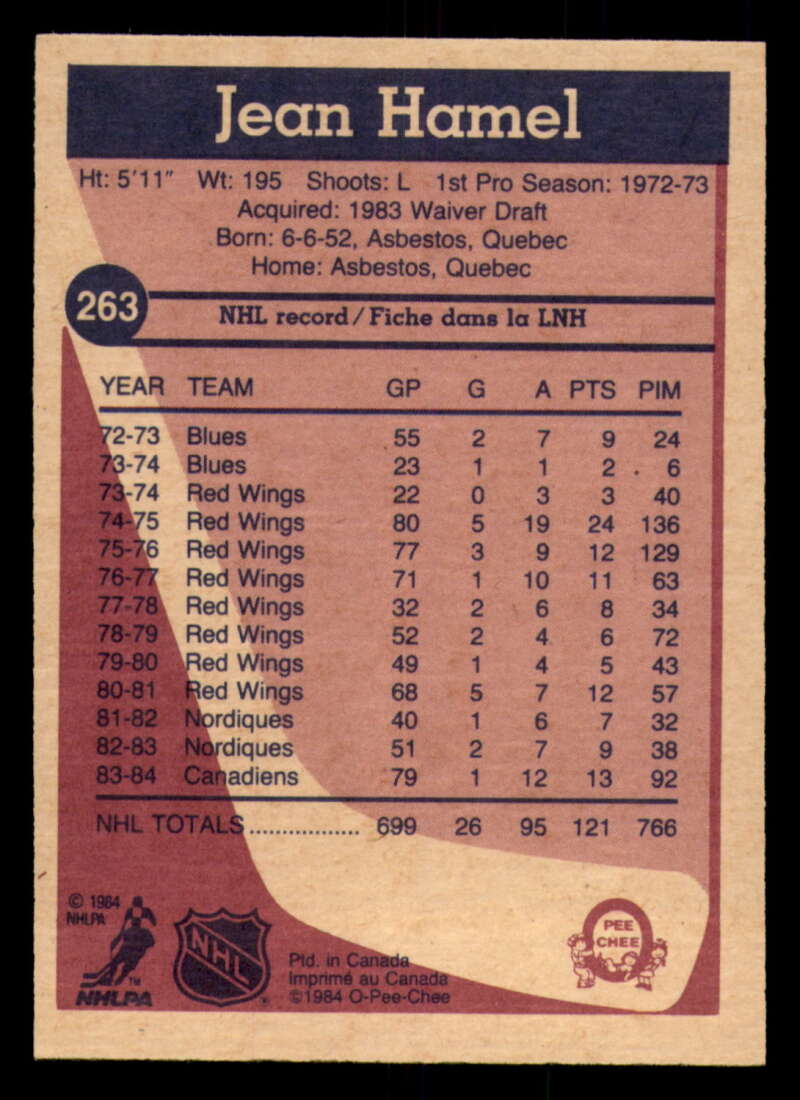 Jean Hamel
Ht: 5'11" Wt: 195 Shoots: L 1st Pro Season: 1972-73
Acquired: 1983 Waiver Draft
Born: 6-6-52, Asbestos, Quebec
Home: Asbestos, Quebec
263
NHL record/Fiche dans la LNH
YEAR TEAM GP G A PTS PIM
72-73 Blues 55 2 7 9 24
73-74 Blues 23 1 1 2 6
73-74 Red Wings 22 0 3 3 40
74-75 Red Wings 80 5 19 24 136
75-76 Red Wings 77 3 9 12 129
76-77 Red Wings 71 1 10 11 63
77-78 Red Wings 32 2 6 8 34
78-79 Red Wings 52 2 4 6 72
79-80 Red Wings 49 1 4 5 43
80-81 Red Wings 68 5 7 12 57
81-82 Nordiques 40 1 6 7 32
82-83 Nordiques 51 2 7 9 38
83-84 Canadiens 79 1 12 13 92
NHL TOTALS................. 699 26 95 121 766
© 1984
NHLPA
TM
NHLPA
NHL
Ptd. in Canada
Imprimé au Canada
©1984 O-Pee-Chee
PEE
CHEE